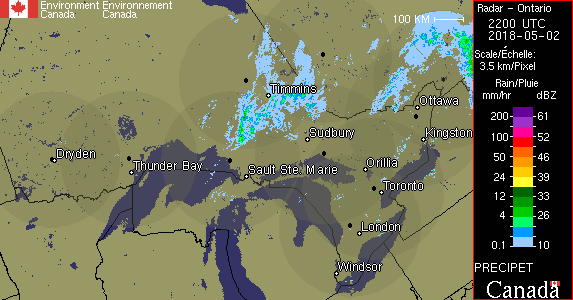 Environment Environnement
Canada Canada
100 KM
Radar - Ontario
2200 UTC
2018-05-02
Scale/Échelle:
3.5 km/Pixel
Rain/Pluie
mm/hr dBZ
200 61
100 56
50 52
50 46
24 39
12 33
4 26
0.1 10
Timmins
Ottawa
Sudbury
Kingston
Dryden
Thunder Bay
Sault Ste. Marie
Orillia
Toronto
London
Windsor
PRECIPET
Canada